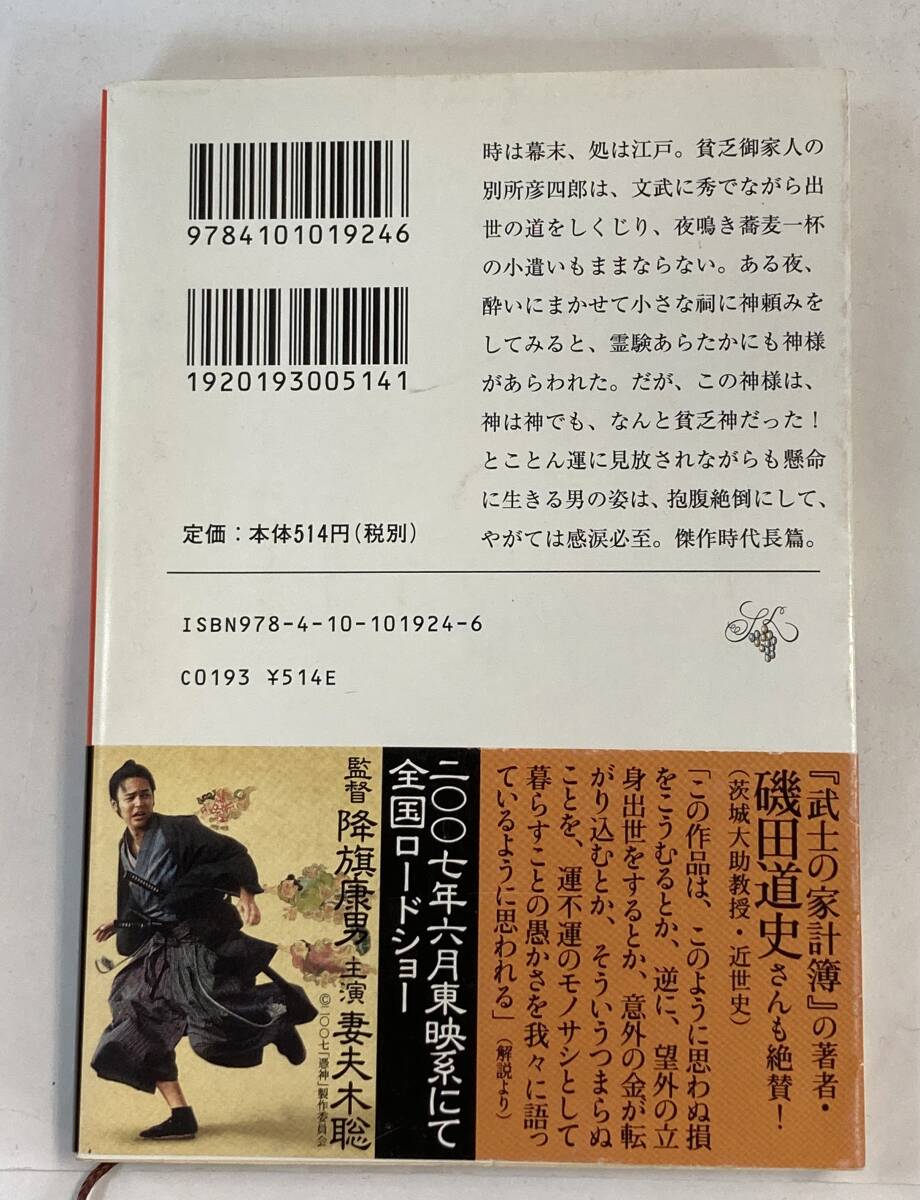 9784101019246
1920193005141
定価：本体514円(税別)
時は幕末、処は江戸。貧乏御家人の
別所彦四郎は、文武に秀でながら出
世の道をしくじり、夜鳴き蕎麦一杯
の小遣いもままならない。ある夜、
酔いにまかせて小さな祠に神頼みを
してみると、霊験あらたかにも神様
があらわれた。だが、この神様は、
神は神でも、なんと貧乏神だった！
とことん運に見放されながらも懸命
に生きる男の姿は、抱腹絶倒にして、
やがては感涙必至。傑作時代長篇。
ISBN978-4-10-101924-6
C0193 ¥514E
『武士の家計簿』の著者・
磯田道史さんも絶賛！
（茨城大助教授・近世史）
「この作品は、このように思わぬ損
をこうむるとか、逆に、望外の立
身出世をするとか、意外の金が転
がり込むとか、そういうつまらぬ
ことを、運不運のモノサシとして
暮らすことの愚かさを我々に語っ
ているように思われる」（解説より）
二〇〇七年六月東映系にて
全国ロードショー
監督 降旗康男 主演 妻夫木聡
©二〇〇七「憑神」製作委員会